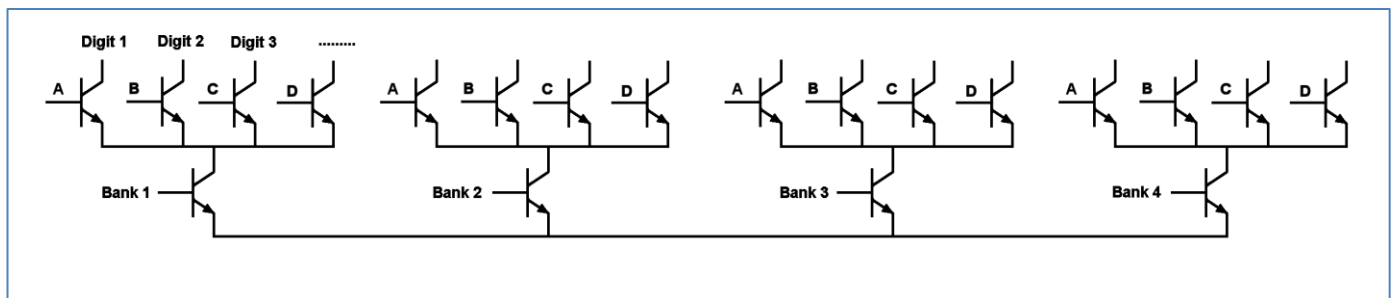 Digit 1 Digit 2 Digit 3 .........
A B C D A B C D A B C D A B C D
Bank 1 Bank 2 Bank 3 Bank 4